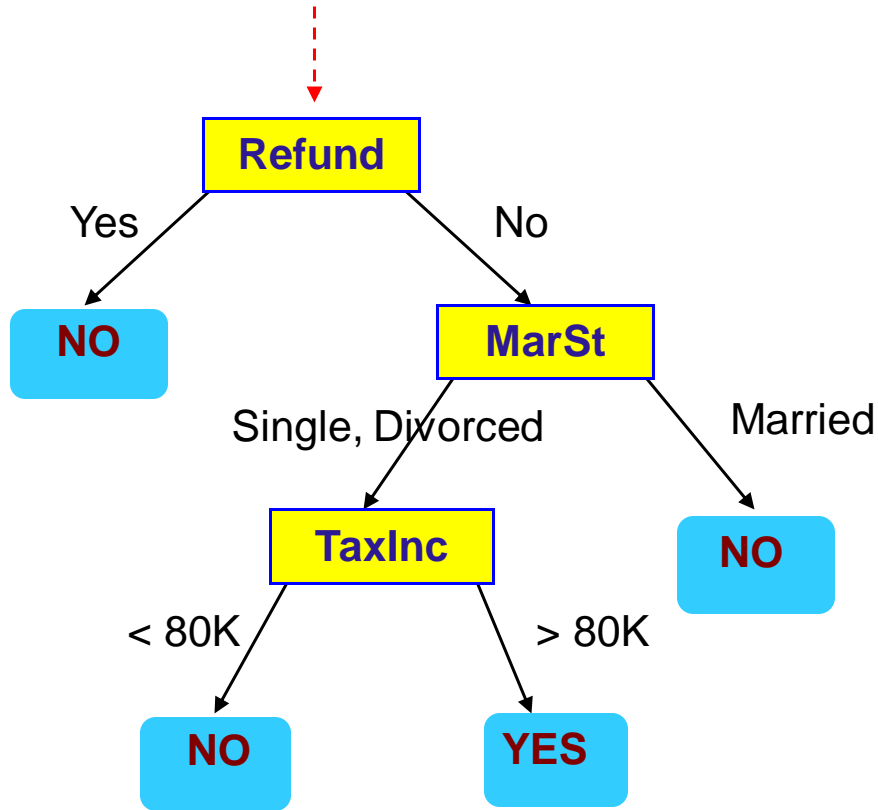 Refund
Yes
No
NO
MarSt
Single, Divorced
Married
TaxInc
NO
< 80K
> 80K
NO
YES